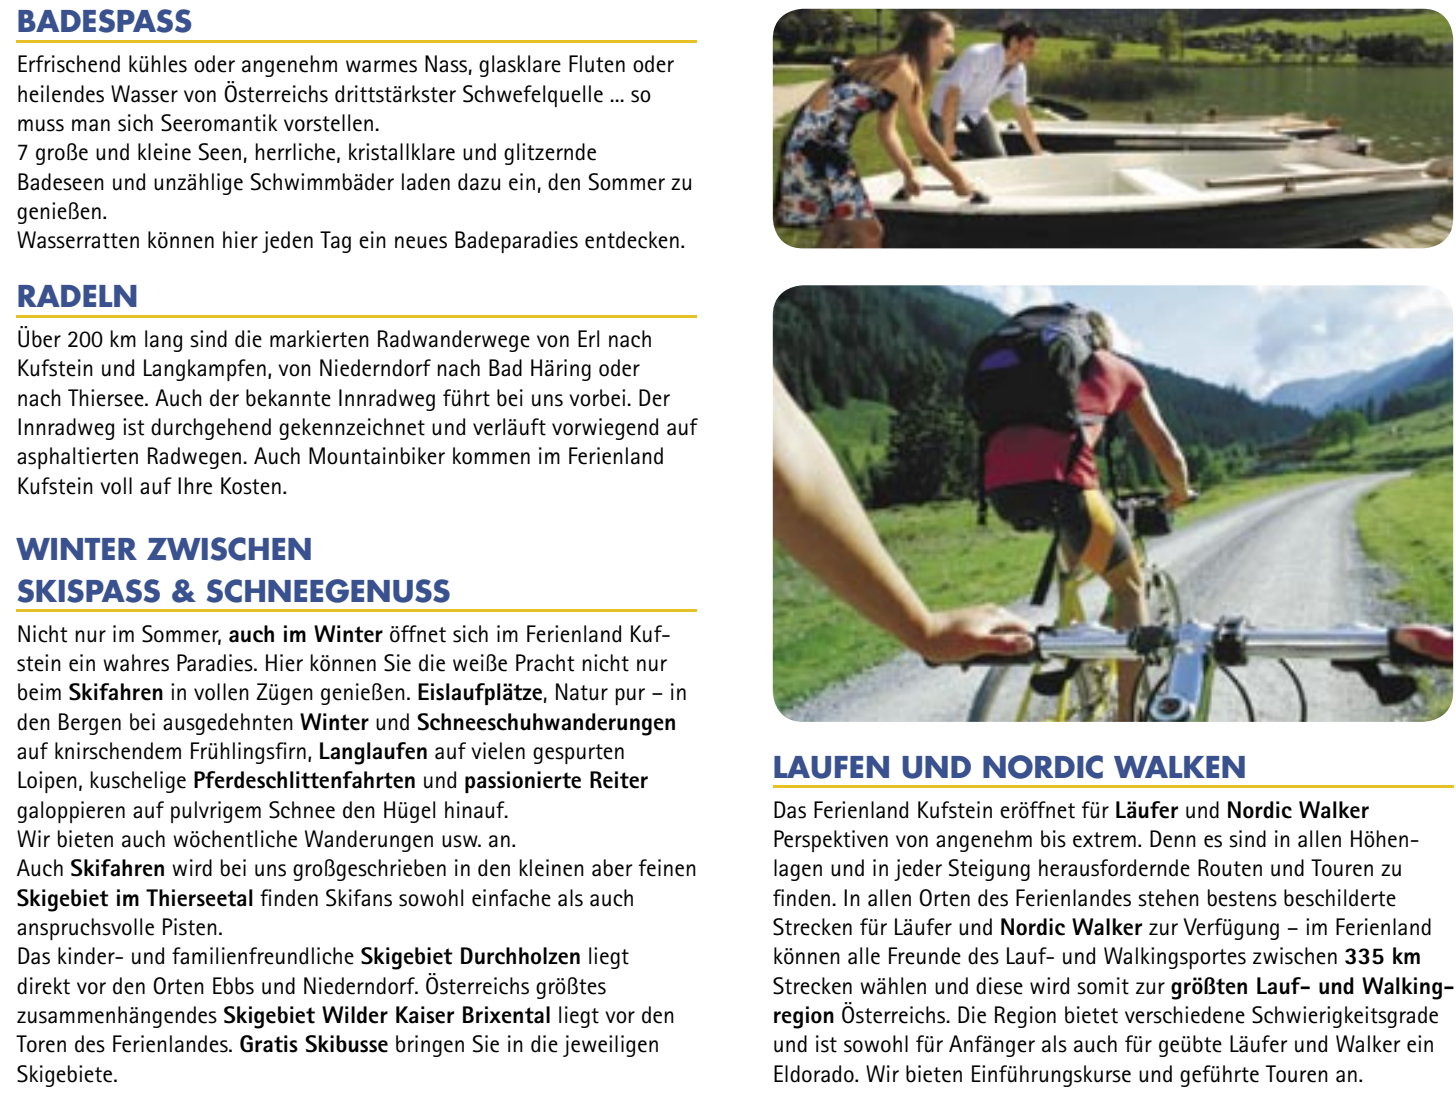 BADESPASS
Erfrischend kühles oder angenehm warmes Nass, glasklare Fluten oder
heilendes Wasser von Österreichs drittstärkster Schwefelquelle ... so
muss man sich Seeromantik vorstellen.
7 große und kleine Seen, herrliche, kristallklare und glitzernde
Badeseen und unzählige Schwimmbäder laden dazu ein, den Sommer zu
genießen.
Wasserratten können hier jeden Tag ein neues Badeparadies entdecken.
RADELN
Über 200 km lang sind die markierten Radwanderwege von Erl nach
Kufstein und Langkampfen, von Niederndorf nach Bad Häring oder
nach Thiersee. Auch der bekannte Innradweg führt bei uns vorbei. Der
Innradweg ist durchgehend gekennzeichnet und verläuft vorwiegend auf
asphaltierten Radwegen. Auch Mountainbiker kommen im Ferienland
Kufstein voll auf Ihre Kosten.
WINTER ZWISCHEN
SKISPASS & SCHNEEGENUSS
Nicht nur im Sommer, auch im Winter öffnet sich im Ferienland Kuf-
stein ein wahres Paradies. Hier können Sie die weiße Pracht nicht nur
beim Skifahren in vollen Zügen genießen. Eislaufplätze, Natur pur – in
den Bergen bei ausgedehnten Winter und Schneeschuhwanderungen
auf knirschendem Frühlingsfirn, Langlaufen auf vielen gespurten
Loipen, kuschelige Pferdeschlittenfahrten und passionierte Reiter
galoppieren auf pulvrigem Schnee den Hügel hinauf.
Wir bieten auch wöchentliche Wanderungen usw. an.
Auch Skifahren wird bei uns großgeschrieben in den kleinen aber feinen
Skigebiet im Thierseetal finden Skifans sowohl einfache als auch
anspruchsvolle Pisten.
Das kinder- und familienfreundliche Skigebiet Durchholzen liegt
direkt vor den Orten Ebbs und Niederndorf. Österreichs größtes
zusammenhängendes Skigebiet Wilder Kaiser Brixental liegt vor den
Toren des Ferienlandes. Gratis Skibusse bringen Sie in die jeweiligen
Skigebiete.
LAUFEN UND NORDIC WALKEN
Das Ferienland Kufstein eröffnet für Läufer und Nordic Walker
Perspektiven von angenehm bis extrem. Denn es sind in allen Höhen-
lagen und in jeder Steigung herausfordernde Routen und Touren zu
finden. In allen Orten des Ferienlandes stehen bestens beschilderte
Strecken für Läufer und Nordic Walker zur Verfügung – im Ferienland
können alle Freunde des Lauf- und Walkingsportes zwischen 335 km
Strecken wählen und diese wird somit zur größten Lauf- und Walking-
region Österreichs. Die Region bietet verschiedene Schwierigkeitsgrade
und ist sowohl für Anfänger als auch für geübte Läufer und Walker ein
Eldorado. Wir bieten Einführungskurse und geführte Touren an.